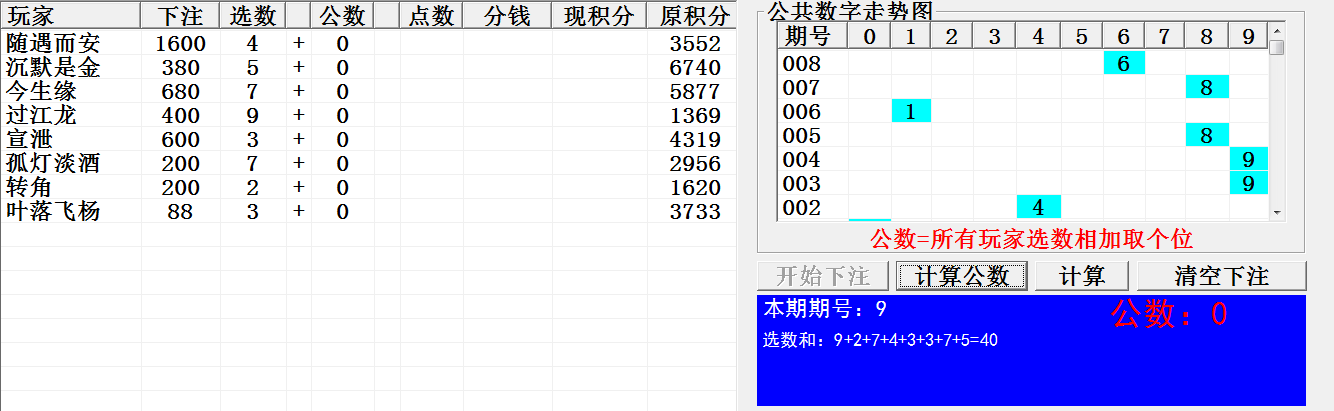 玩家 下注 选数 公数 点数 分钱 现积分 原积分
随遇而安 1600 4 + 0 3552
沉默是金 380 5 + 0 6740
今生缘 680 7 + 0 5877
过江龙 400 9 + 0 1369
宣泄 600 3 + 0 4319
孤灯淡酒 200 7 + 0 2956
转角 200 2 + 0 1620
叶落飞杨 88 3 + 0 3733
公共数字走势图
期号 0 1 2 3 4 5 6 7 8 9
008 6
007 8
006 1
005 8
004 9
003 9
002 4
公数=所有玩家选数相加取个位
开始下注 计算公数 计算 清空下注
本期期号：9 公数：0
选数和：9+2+7+4+3+3+7+5=40